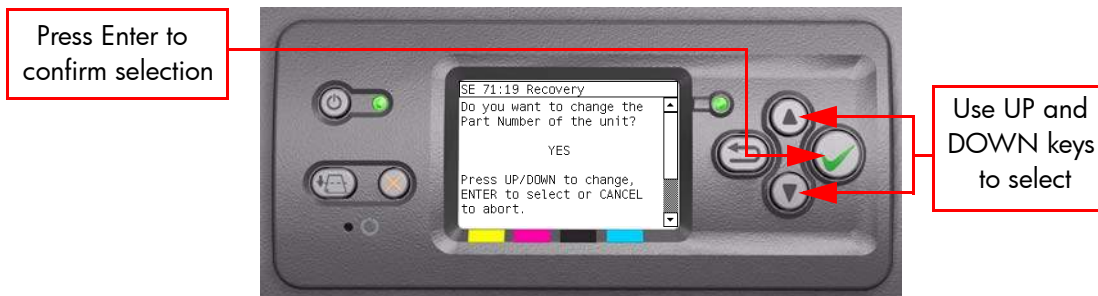 Press Enter to
confirm selection
SE 71:19 Recovery
Do you want to change the
Part Number of the unit?
YES
Press UP/DOWN to change,
ENTER to select or CANCEL
to abort.
Use UP and
DOWN keys
to select